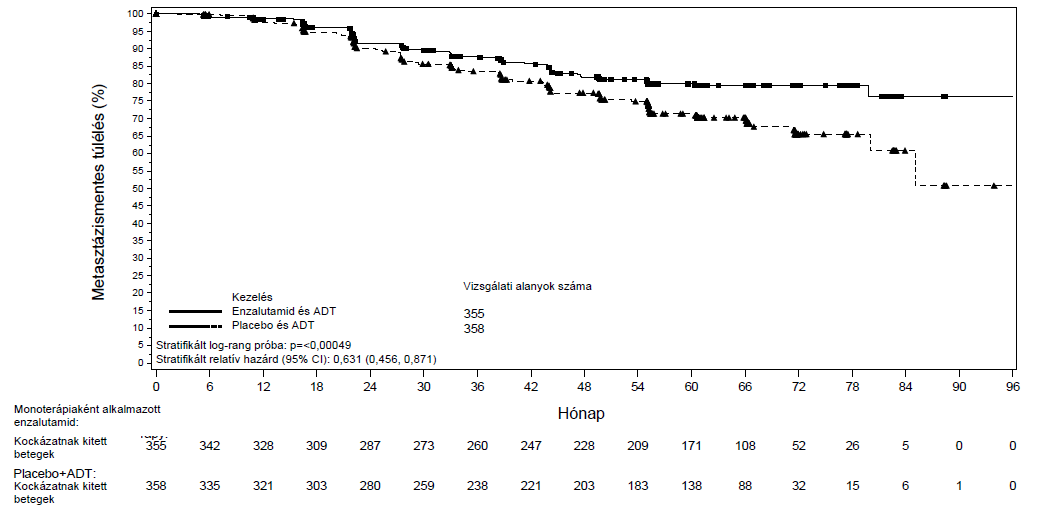 Metasztázismentes túlélés (%)
100
95
90
85
80
75
70
65
60
55
50
45
40
35
30
25
20
15
10
5
0
Vizsgálati alanyok száma
Kezelés
Enzalutamid és ADT 355
Placebo és ADT 358
Stratifikált log-rang próba: p=<0,00049
Stratifikált relatív hazárd (95% CI): 0,631 (0,456, 0,871)
0 6 12 18 24 30 36 42 48 54 60 66 72 78 84 90 96
Hónap
Monoterápiaként alkalmazott
enzalutamid:
Kockázatnak kitett
betegek
355 342 328 309 287 273 260 247 228 209 171 108 52 26 5 0 0
Placebo+ADT:
Kockázatnak kitett
betegek
358 335 321 303 280 259 238 221 203 183 138 88 32 15 6 1 0